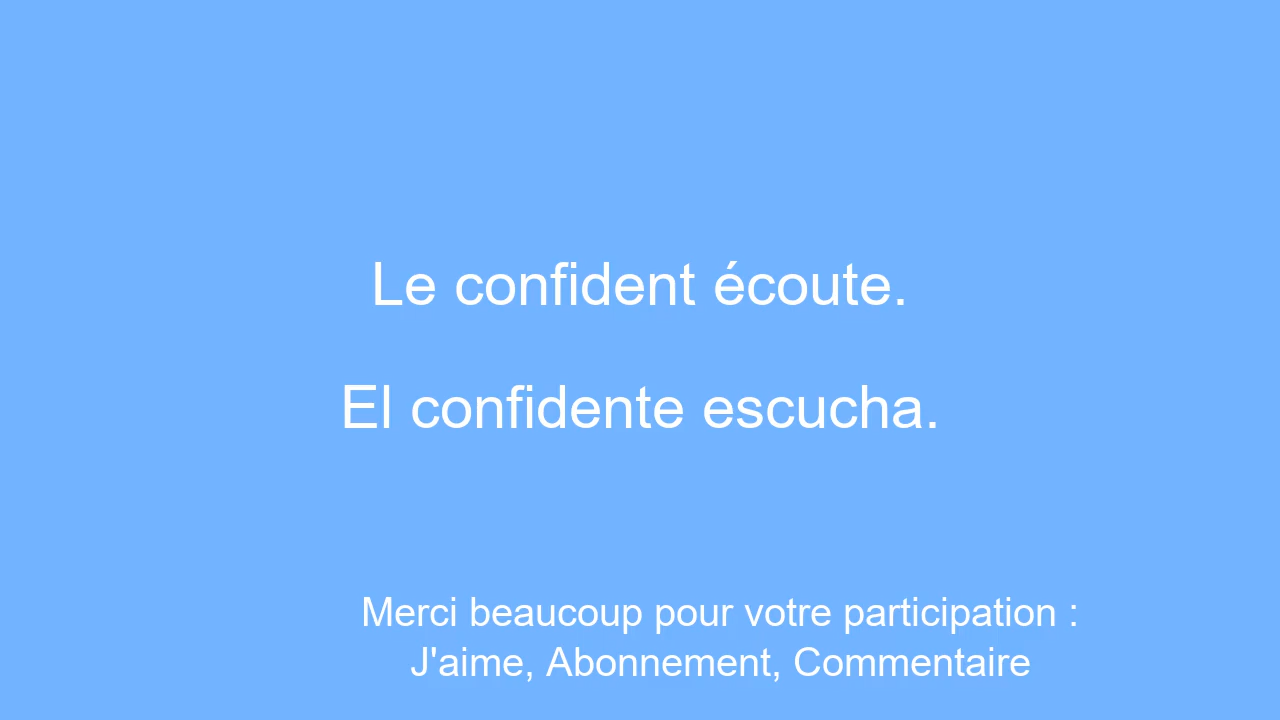 Le confident écoute.
El confidente escucha.
Merci beaucoup pour votre participation :
J'aime, Abonnement, Commentaire